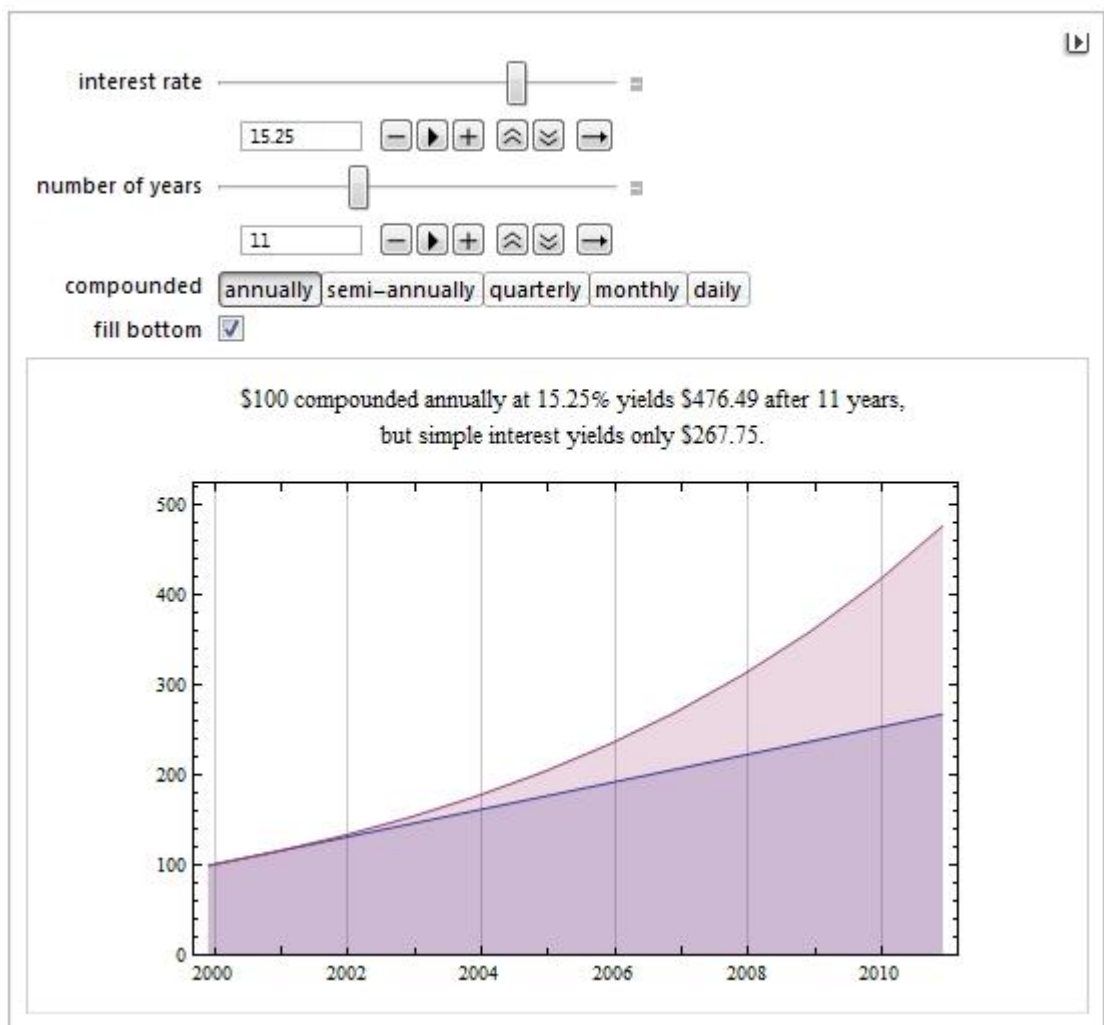 interest rate
15.25
number of years
11
compounded annually semi-annually quarterly monthly daily
fill bottom
$100 compounded annually at 15.25% yields $476.49 after 11 years,
but simple interest yields only $267.75.
500
400
300
200
100
0
2000 2002 2004 2006 2008 2010